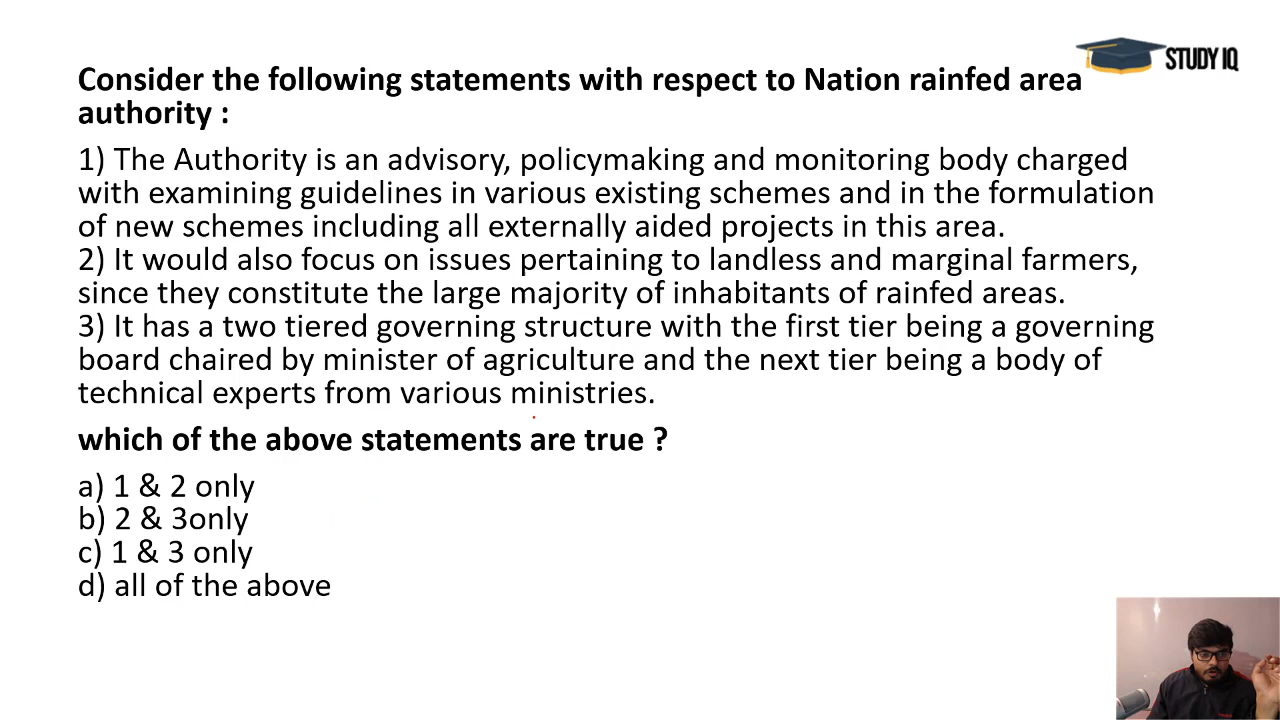 STUDY IQ
Consider the following statements with respect to Nation rainfed area
authority :
1) The Authority is an advisory, policymaking and monitoring body charged
with examining guidelines in various existing schemes and in the formulation
of new schemes including all externally aided projects in this area.
2) It would also focus on issues pertaining to landless and marginal farmers,
since they constitute the large majority of inhabitants of rainfed areas.
3) It has a two tiered governing structure with the first tier being a governing
board chaired by minister of agriculture and the next tier being a body of
technical experts from various ministries.
which of the above statements are true ?
a) 1 & 2 only
b) 2 & 3only
c) 1 & 3 only
d) all of the above